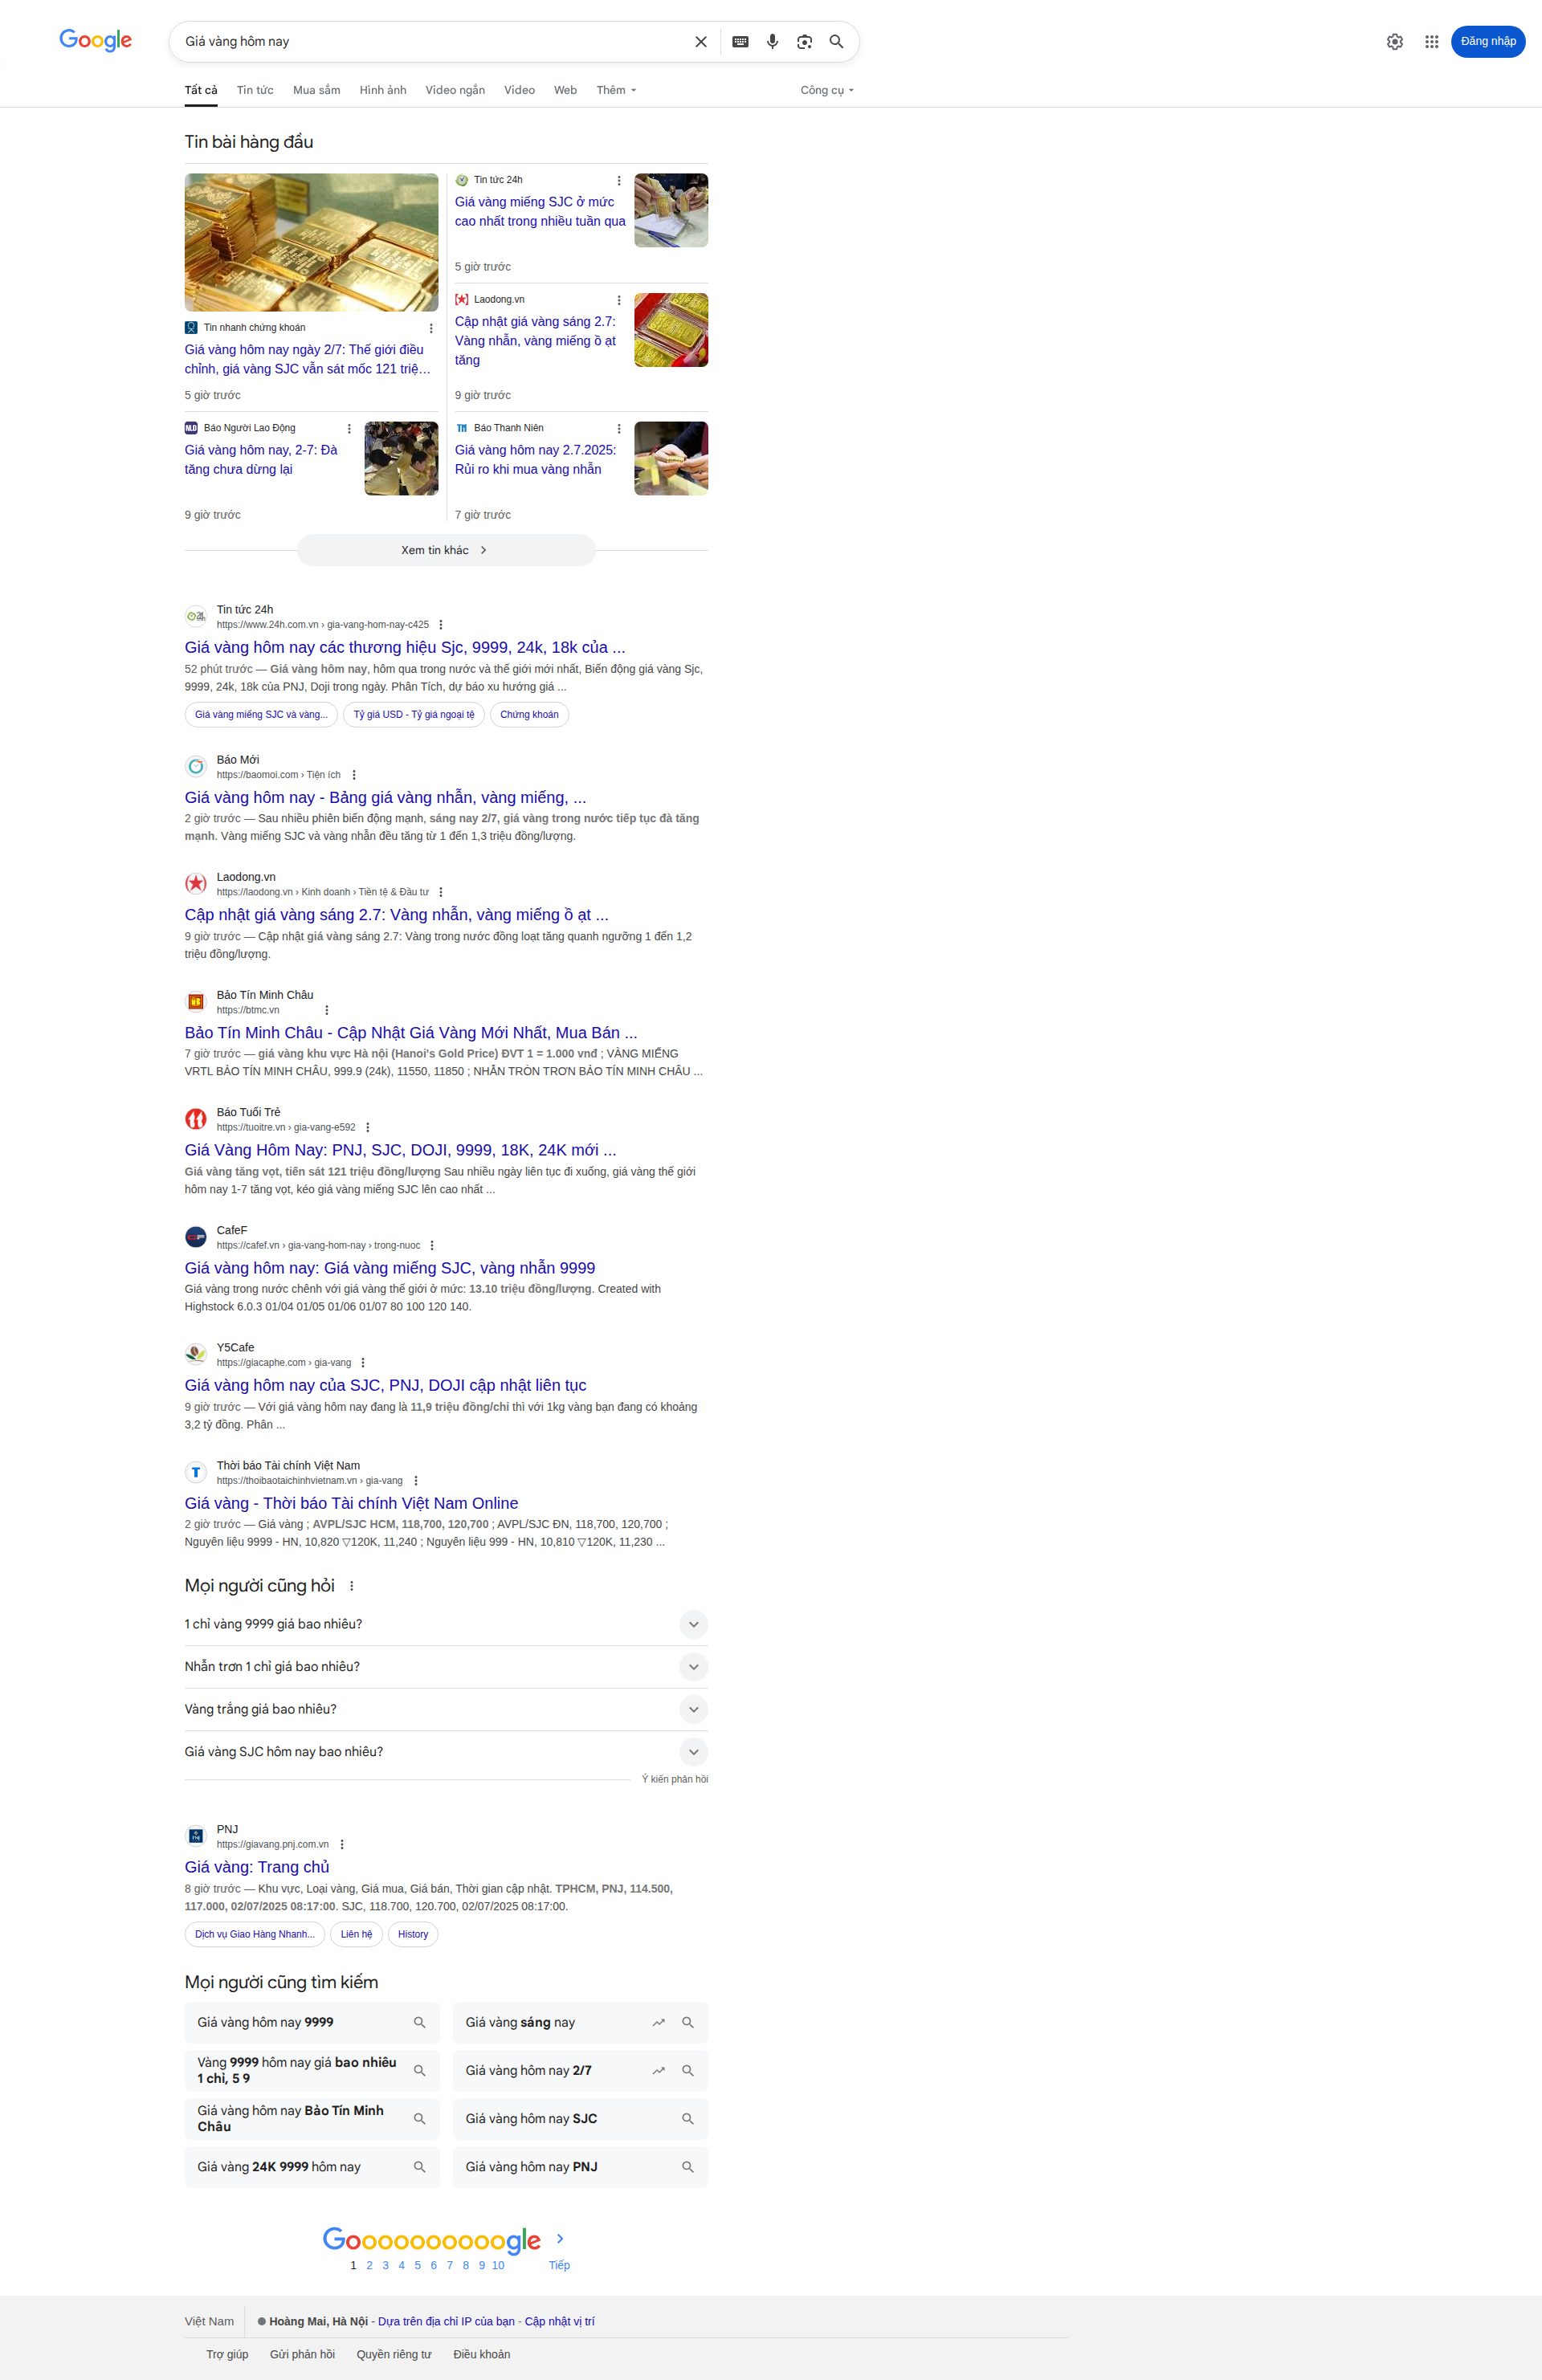 Google
Giá vàng hôm nay
Đăng nhập
Tất cả
Tin tức
Mua sắm
Hình ảnh
Video ngắn
Video
Web
Thêm
Công cụ
Tin bài hàng đầu
Tin nhanh chứng khoán
Giá vàng hôm nay ngày 2/7: Thế giới điều
chỉnh, giá vàng SJC vẫn sát mốc 121 triệ…
5 giờ trước
Tin tức 24h
Giá vàng miếng SJC ở mức
cao nhất trong nhiều tuần qua
5 giờ trước
Laodong.vn
Cập nhật giá vàng sáng 2.7:
Vàng nhẫn, vàng miếng ồ ạt
tăng
9 giờ trước
Báo Người Lao Động
Giá vàng hôm nay, 2-7: Đà
tăng chưa dừng lại
9 giờ trước
Báo Thanh Niên
Giá vàng hôm nay 2.7.2025:
Rủi ro khi mua vàng nhẫn
7 giờ trước
Xem tin khác
Tin tức 24h
https://www.24h.com.vn › gia-vang-hom-nay-c425
Giá vàng hôm nay các thương hiệu Sjc, 9999, 24k, 18k của ...
52 phút trước — Giá vàng hôm nay, hôm qua trong nước và thế giới mới nhất, Biến động giá vàng Sjc,
9999, 24k, 18k của PNJ, Doji trong ngày. Phân Tích, dự báo xu hướng giá ...
Giá vàng miếng SJC và vàng...
Tỷ giá USD - Tỷ giá ngoại tệ
Chứng khoán
Báo Mới
https://baomoi.com › Tiện ích
Giá vàng hôm nay - Bảng giá vàng nhẫn, vàng miếng, ...
2 giờ trước — Sau nhiều phiên biến động mạnh, sáng nay 2/7, giá vàng trong nước tiếp tục đà tăng
mạnh. Vàng miếng SJC và vàng nhẫn đều tăng từ 1 đến 1,3 triệu đồng/lượng.
Laodong.vn
https://laodong.vn › Kinh doanh › Tiền tệ & Đầu tư
Cập nhật giá vàng sáng 2.7: Vàng nhẫn, vàng miếng ồ ạt ...
9 giờ trước — Cập nhật giá vàng sáng 2.7: Vàng trong nước đồng loạt tăng quanh ngưỡng 1 đến 1,2
triệu đồng/lượng.
Bảo Tín Minh Châu
https://btmc.vn
Bảo Tín Minh Châu - Cập Nhật Giá Vàng Mới Nhất, Mua Bán ...
7 giờ trước — giá vàng khu vực Hà nội (Hanoi's Gold Price) ĐVT 1 = 1.000 vnđ ; VÀNG MIẾNG
VRTL BẢO TÍN MINH CHÂU, 999.9 (24k), 11550, 11850 ; NHẪN TRÒN TRƠN BẢO TÍN MINH CHÂU ...
Báo Tuổi Trẻ
https://tuoitre.vn › gia-vang-e592
Giá Vàng Hôm Nay: PNJ, SJC, DOJI, 9999, 18K, 24K mới ...
Giá vàng tăng vọt, tiến sát 121 triệu đồng/lượng Sau nhiều ngày liên tục đi xuống, giá vàng thế giới
hôm nay 1-7 tăng vọt, kéo giá vàng miếng SJC lên cao nhất ...
CafeF
https://cafef.vn › gia-vang-hom-nay › trong-nuoc
Giá vàng hôm nay: Giá vàng miếng SJC, vàng nhẫn 9999
Giá vàng trong nước chênh với giá vàng thế giới ở mức: 13.10 triệu đồng/lượng. Created with
Highstock 6.0.3 01/04 01/05 01/06 01/07 80 100 120 140.
Y5Cafe
https://giacaphe.com › gia-vang
Giá vàng hôm nay của SJC, PNJ, DOJI cập nhật liên tục
9 giờ trước — Với giá vàng hôm nay đang là 11,9 triệu đồng/chỉ thì với 1kg vàng bạn đang có khoảng
3,2 tỷ đồng. Phân ...
Thời báo Tài chính Việt Nam
https://thoibaotaichinhvietnam.vn › gia-vang
Giá vàng - Thời báo Tài chính Việt Nam Online
2 giờ trước — Giá vàng ; AVPL/SJC HCM, 118,700, 120,700 ; AVPL/SJC ĐN, 118,700, 120,700 ;
Nguyên liệu 9999 - HN, 10,820 ▽120K, 11,240 ; Nguyên liệu 999 - HN, 10,810 ▽120K, 11,230 ...
Mọi người cũng hỏi
1 chỉ vàng 9999 giá bao nhiêu?
Nhẫn trơn 1 chỉ giá bao nhiêu?
Vàng trắng giá bao nhiêu?
Giá vàng SJC hôm nay bao nhiêu?
Ý kiến phản hồi
PNJ
https://giavang.pnj.com.vn
Giá vàng: Trang chủ
8 giờ trước — Khu vực, Loại vàng, Giá mua, Giá bán, Thời gian cập nhật. TPHCM, PNJ, 114.500,
117.000, 02/07/2025 08:17:00. SJC, 118.700, 120.700, 02/07/2025 08:17:00.
Dịch vụ Giao Hàng Nhanh...
Liên hệ
History
Mọi người cũng tìm kiếm
Giá vàng hôm nay 9999
Giá vàng sáng nay
Vàng 9999 hôm nay giá bao nhiêu
1 chỉ, 5 9
Giá vàng hôm nay 2/7
Giá vàng hôm nay Bảo Tín Minh
Châu
Giá vàng hôm nay SJC
Giá vàng 24K 9999 hôm nay
Giá vàng hôm nay PNJ
Goooooooooogle
1 2 3 4 5 6 7 8 9 10 Tiếp
Việt Nam
Hoàng Mai, Hà Nội - Dựa trên địa chỉ IP của bạn - Cập nhật vị trí
Trợ giúp
Gửi phản hồi
Quyền riêng tư
Điều khoản